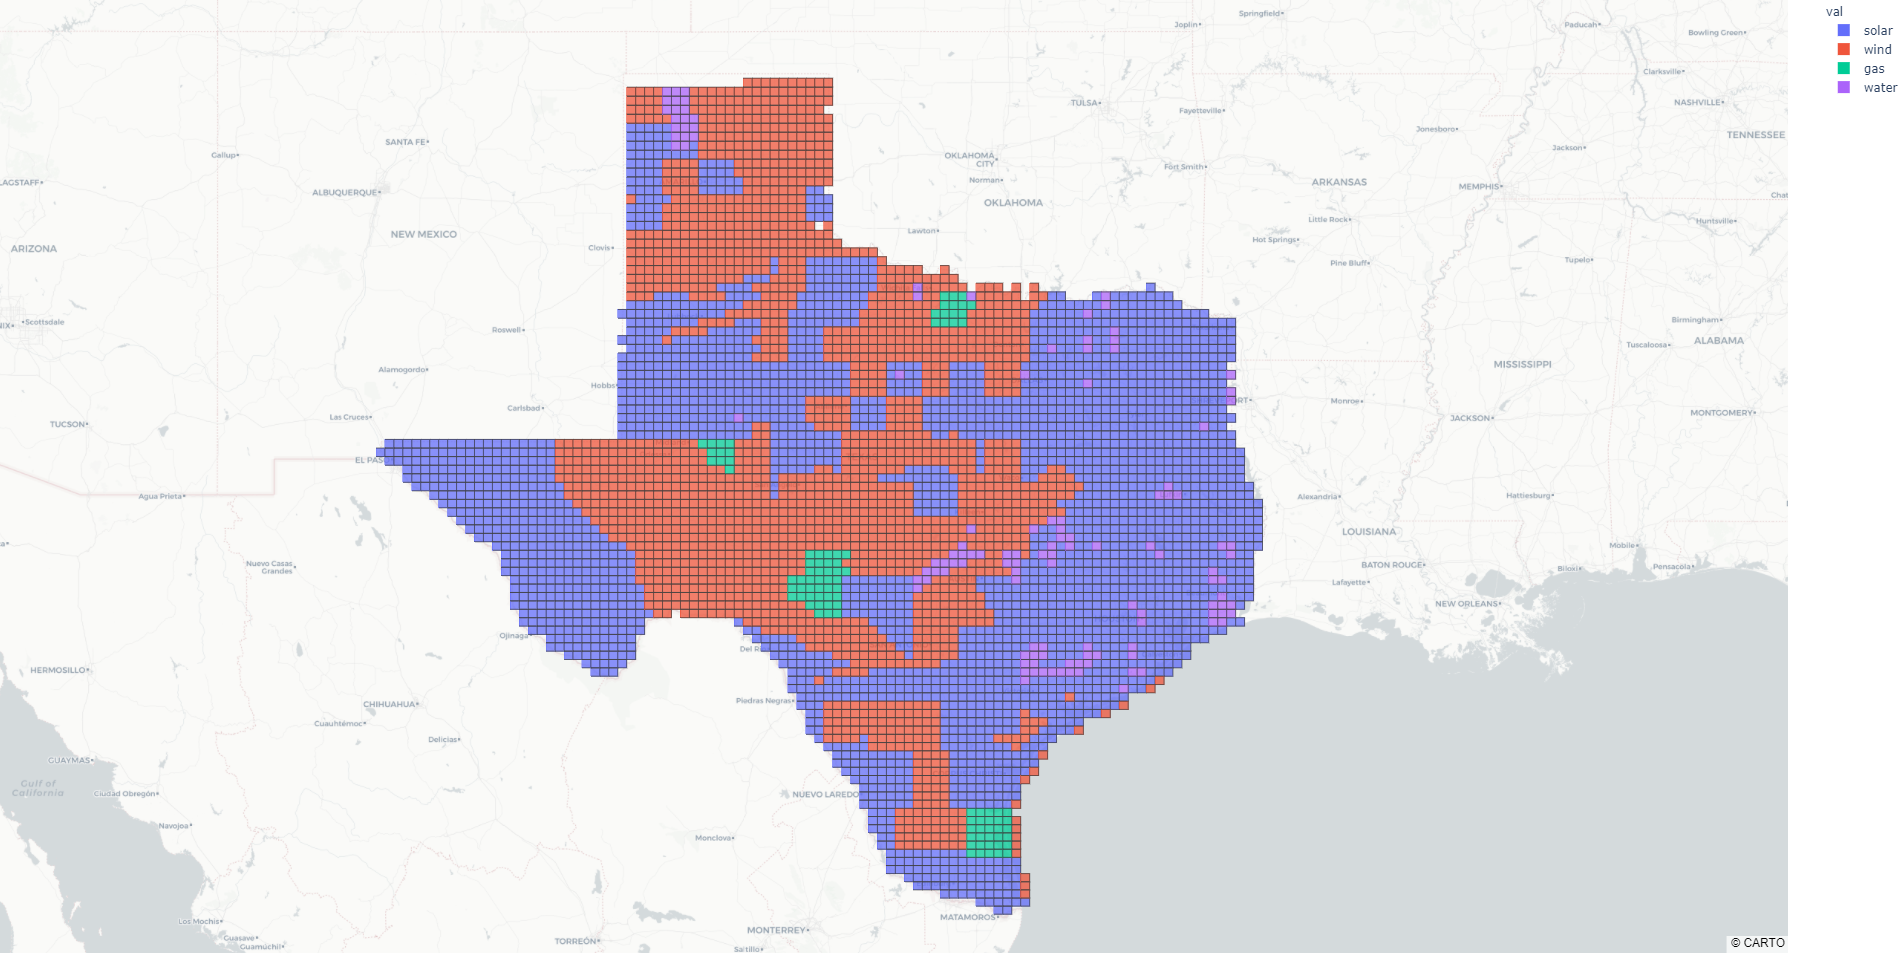 val
solar
wind
gas
water
Springfield
Joplin
Paducah
Bowling Green
Clarksville
TULSA
Fayetteville
NASHVILLE
Jonesboro
TENNESSEE
SANTA FE
Gallup
OKLAHOMA
CITY
Fort Smith
Jackson
LAGSTAFF
ALBUQUERQUE
Norman
ARKANSAS
MEMPHIS
Chat
OKLAHOMA
Little Rock
Huntsville
NEW MEXICO
Lawton
ARIZONA
Clovis
Hot Springs
Pine Bluff
Tupelo
NIX
Scottsdale
Roswell
Birmingham
ALABAMA
Tuscaloosa
MISSISSIPPI
Alamogordo
Hobbs
Carlsbad
Monroe
Las Cruces
JACKSON
MONTGOMERY
TUCSON
EL PAS
Agua Prieta
Alexandria
Hattiesburg
LOUISIANA
Mobile
Nuevo Casas
Grandes
BATON ROUGE
Biloxi
Pensacola
Lafayette
NEW ORLEANS
Ojinaga
Del R
HERMOSILLO
CHIHUAHUA
Piedras Negras
Cuauhtémoc
Delicias
GUAYMAS
Gulf of
California
Ciudad Obregón
NUEVO LAREDO
Navojoa
Monclova
MATAMOROS
Los Mochis
MONTERREY
Guasave
Guamuchil
TORREÓN
Saltillo
© CARTO